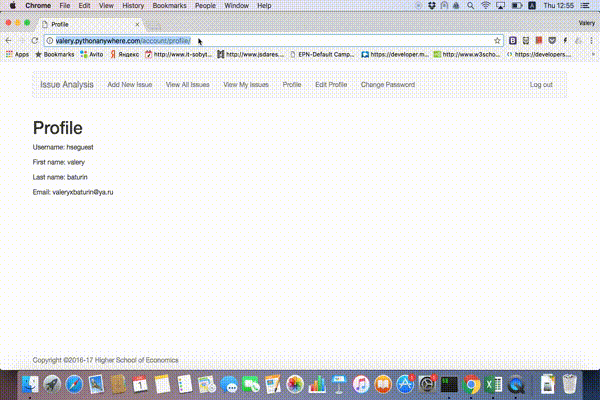 Chrome File Edit View History Bookmarks People Window Help Thu 12:55
Profile Valery
valery.pythonanywhere.com/account/profile/
Apps Bookmarks Avito Яндекс http://www.it-sobyt... http://www.jsdares.... EPN-Default Camp... https://developer.m... http://www.w3scho... https://developers....
Issue Analysis Add New Issue View All Issues View My issues Profile Edit Profile Change Password Log out
Profile
Username: hseguest
First name: valery
Last name: baturin
Email: valeryxbaturin@ya.ru
Copyright ©2016-17 Higher School of Economics